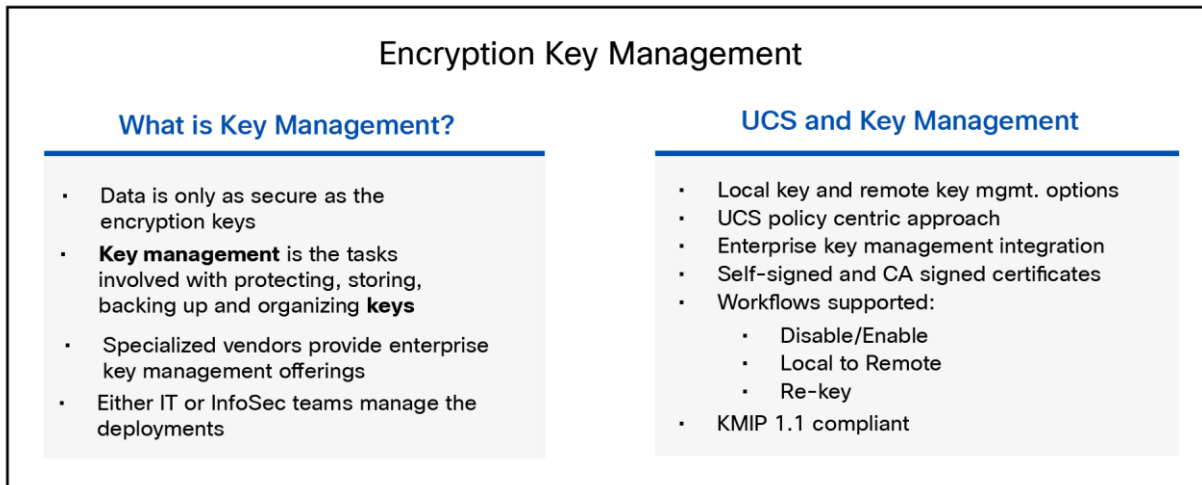 Encryption Key Management
What is Key Management?
· Data is only as secure as the
encryption keys
· Key management is the tasks
involved with protecting, storing,
backing up and organizing keys
· Specialized vendors provide enterprise
key management offerings
· Either IT or InfoSec teams manage the
deployments
UCS and Key Management
· Local key and remote key mgmt. options
· UCS policy centric approach
· Enterprise key management integration
· Self-signed and CA signed certificates
· Workflows supported:
· Disable/Enable
· Local to Remote
· Re-key
· KMIP 1.1 compliant